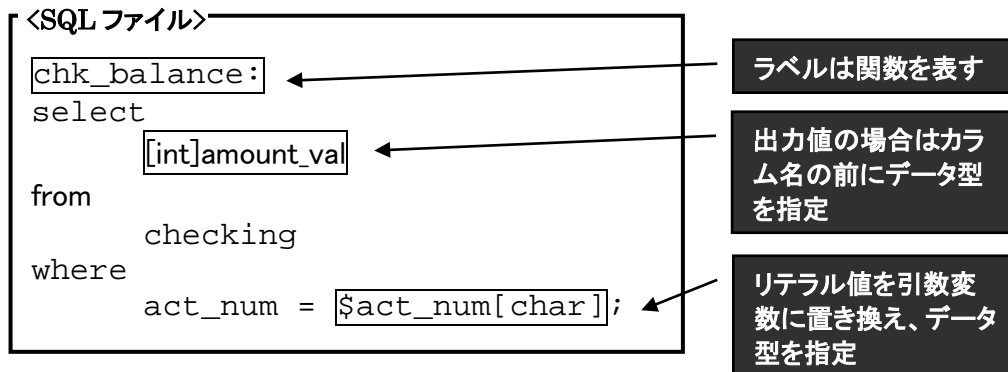 <SQL ファイル>
chk_balance:
select
[int]amount_val
from
checking
where
act_num = $act_num[char];
ラベルは関数を表す
出力値の場合はカラ
ム名の前にデータ型
を指定
リテラル値を引数変
数に置き換え、データ
型を指定